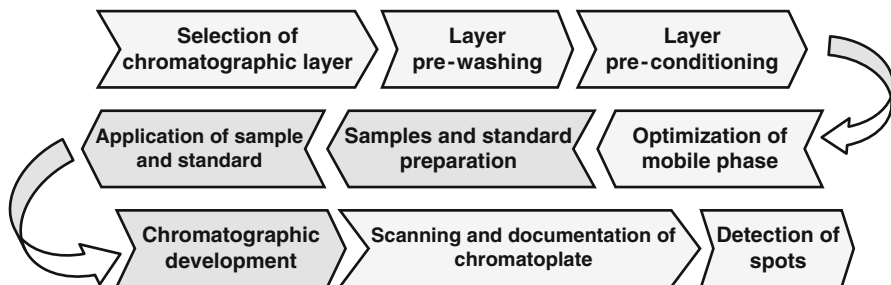 Selection of
chromatographic layer
Layer
pre-washing
Layer
pre-conditioning
Optimization of
mobile phase
Samples and standard
preparation
Application of sample
and standard
Chromatographic
development
Scanning and documentation of
chromatoplate
Detection of
spots